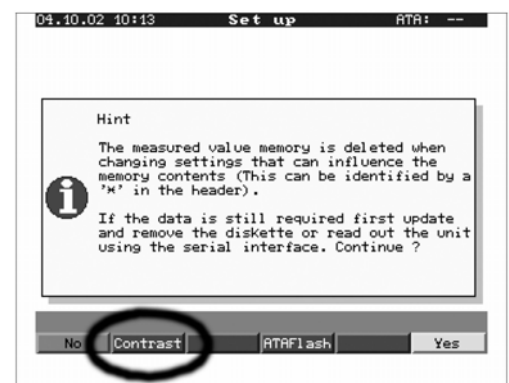 04.10.02 10:13 Set up ATA: --
Hint
The measured value memory is deleted when
changing settings that can influence the
memory contents (This can be identified by a
'*' in the header).
If the data is still required first update
and remove the diskette or read out the unit
using the serial interface. Continue ?
No Contrast ATAFlash Yes